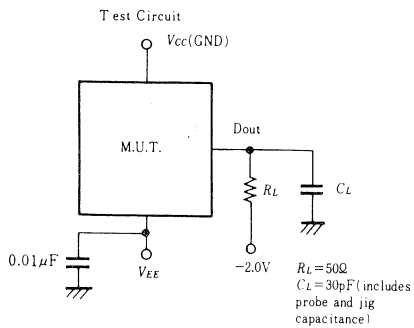 Test Circuit
Vcc(GND)
M.U.T.
Dout
RL
CL
0.01μF
VEE
−2.0V
RL=50Ω
CL=30pF(includes
probe and jig
capacitance)